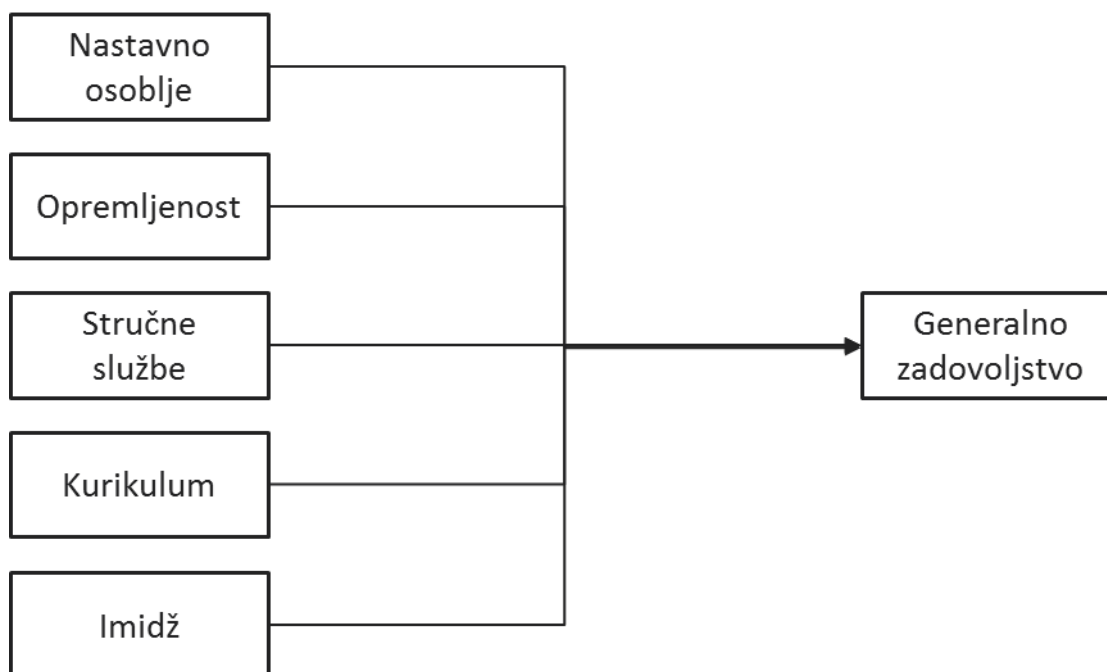 Nastavno
osoblje
Opremljenost
Stručne
službe
Kurikulum
Imidž
Generalno
zadovoljstvo